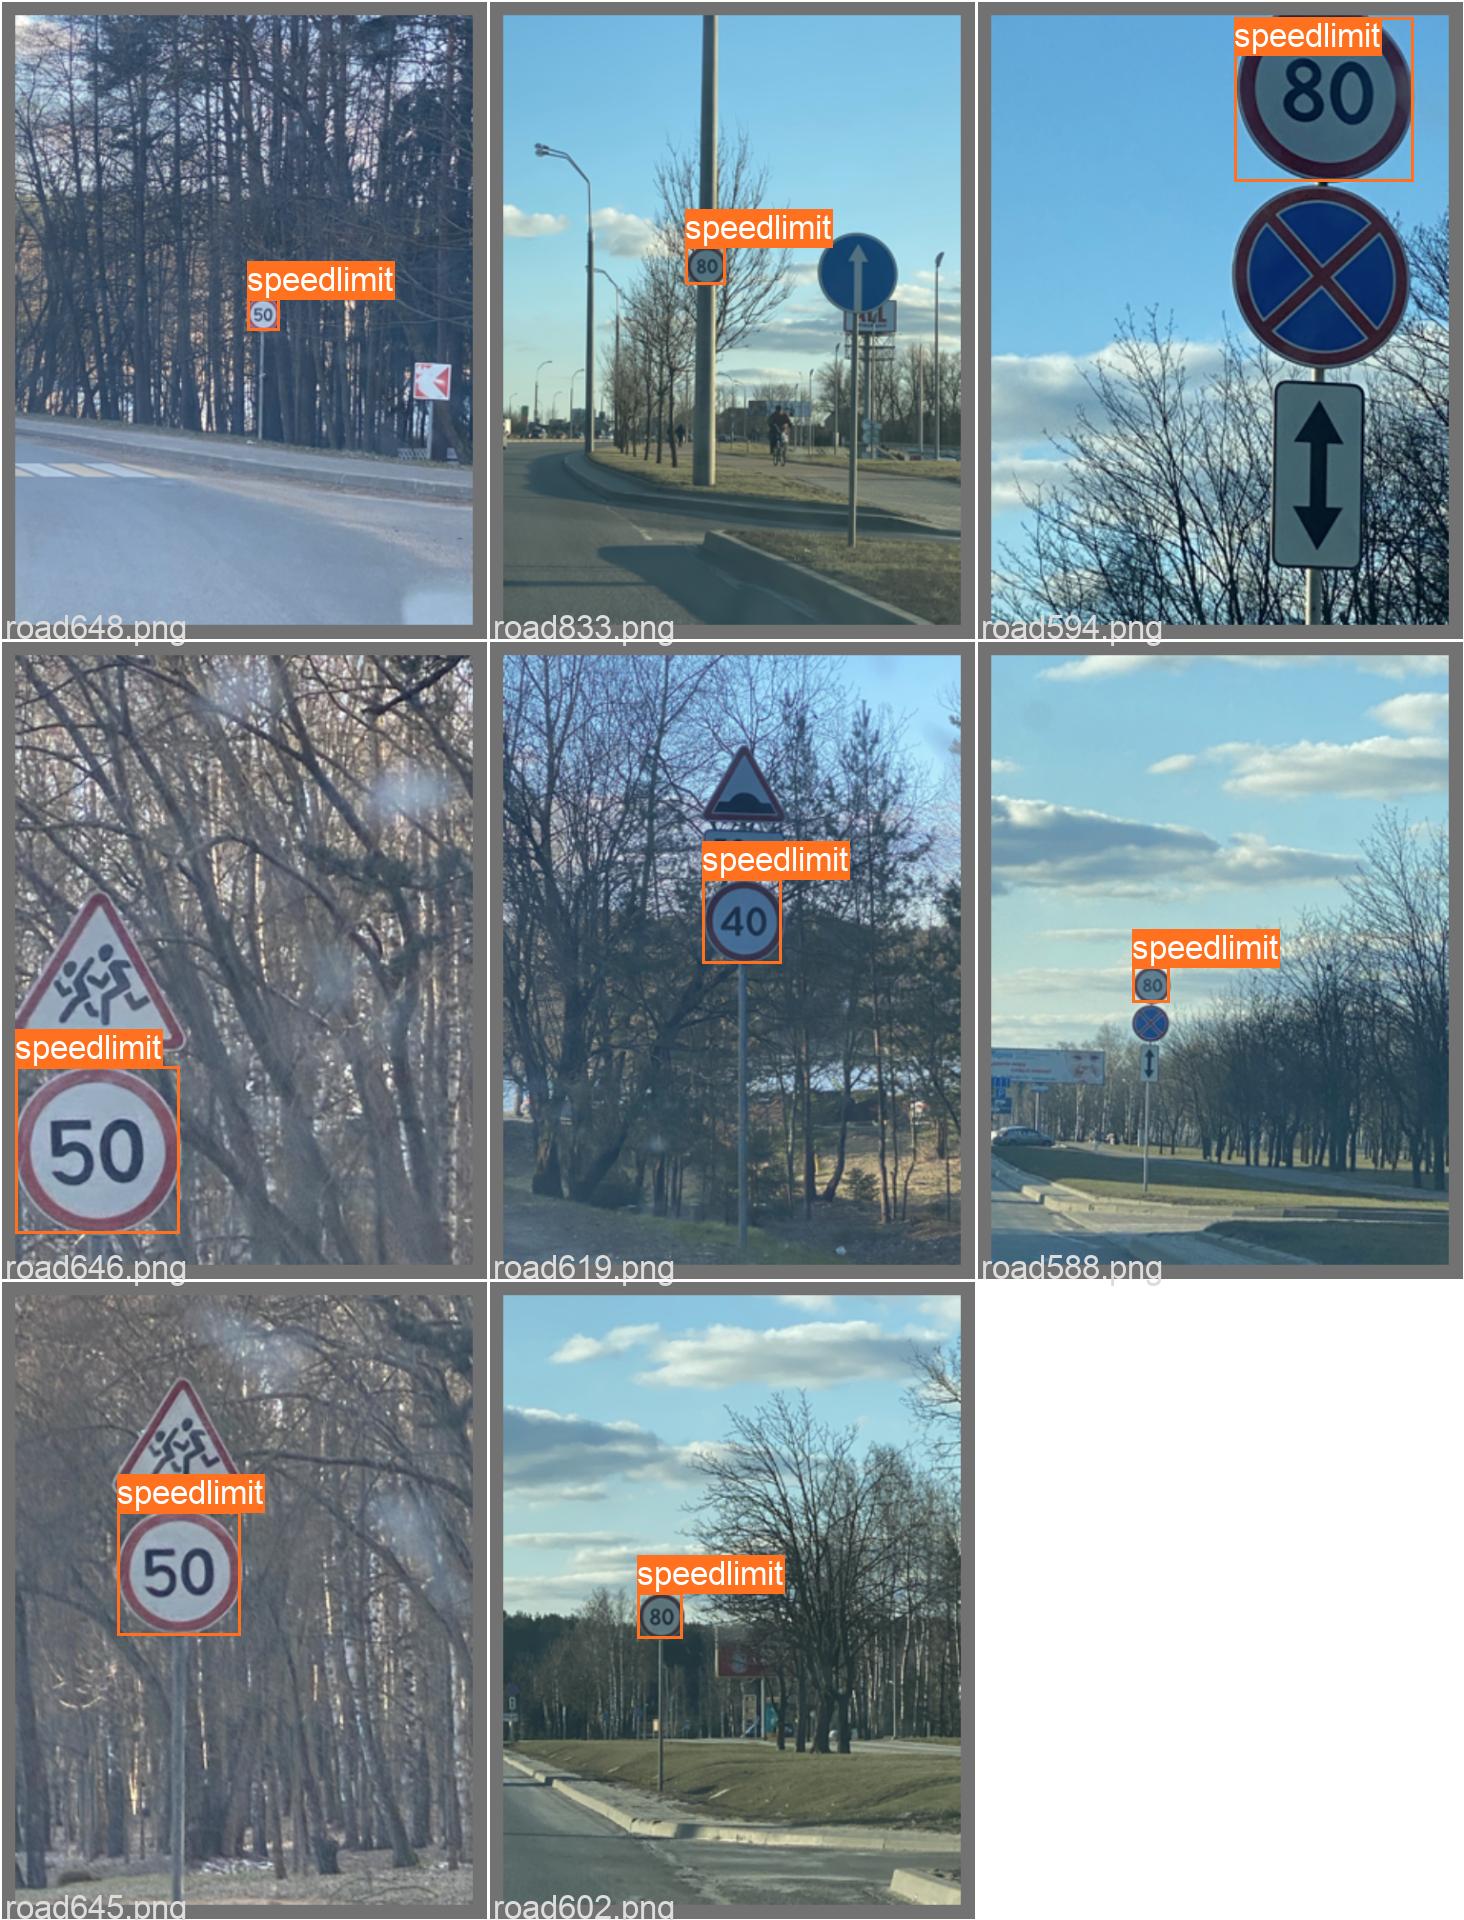 speedlimit
50
road648.png
speedlimit
80
road833.png
speedlimit
80
road594.png
speedlimit
50
road646.png
speedlimit
40
road619.png
speedlimit
80
road588.png
speedlimit
50
road645.png
speedlimit
80
road602.png